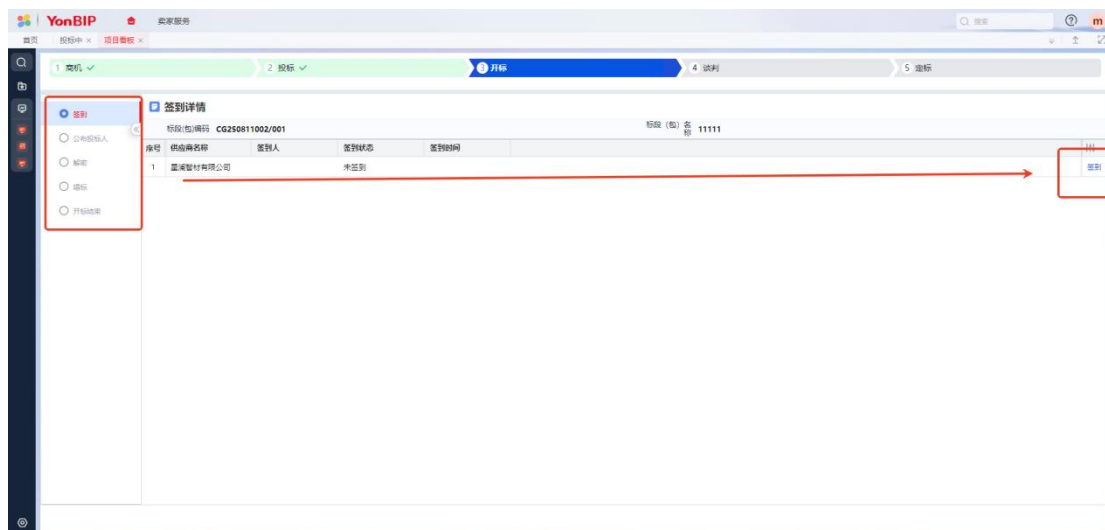 YonBIP 卖家服务 搜索 m
首页 投标中 × 项目看板 ×
1 商机 2 投标 3 开标 4 谈判 5 定标
签到 签到详情
标段(包)编码 CG250811002/001 标段（包）名称 11111
公布投标人 序号 供应商名称 签到人 签到状态 签到时间
解密 1 星浦智材有限公司 未签到 签到
唱标
开标结果